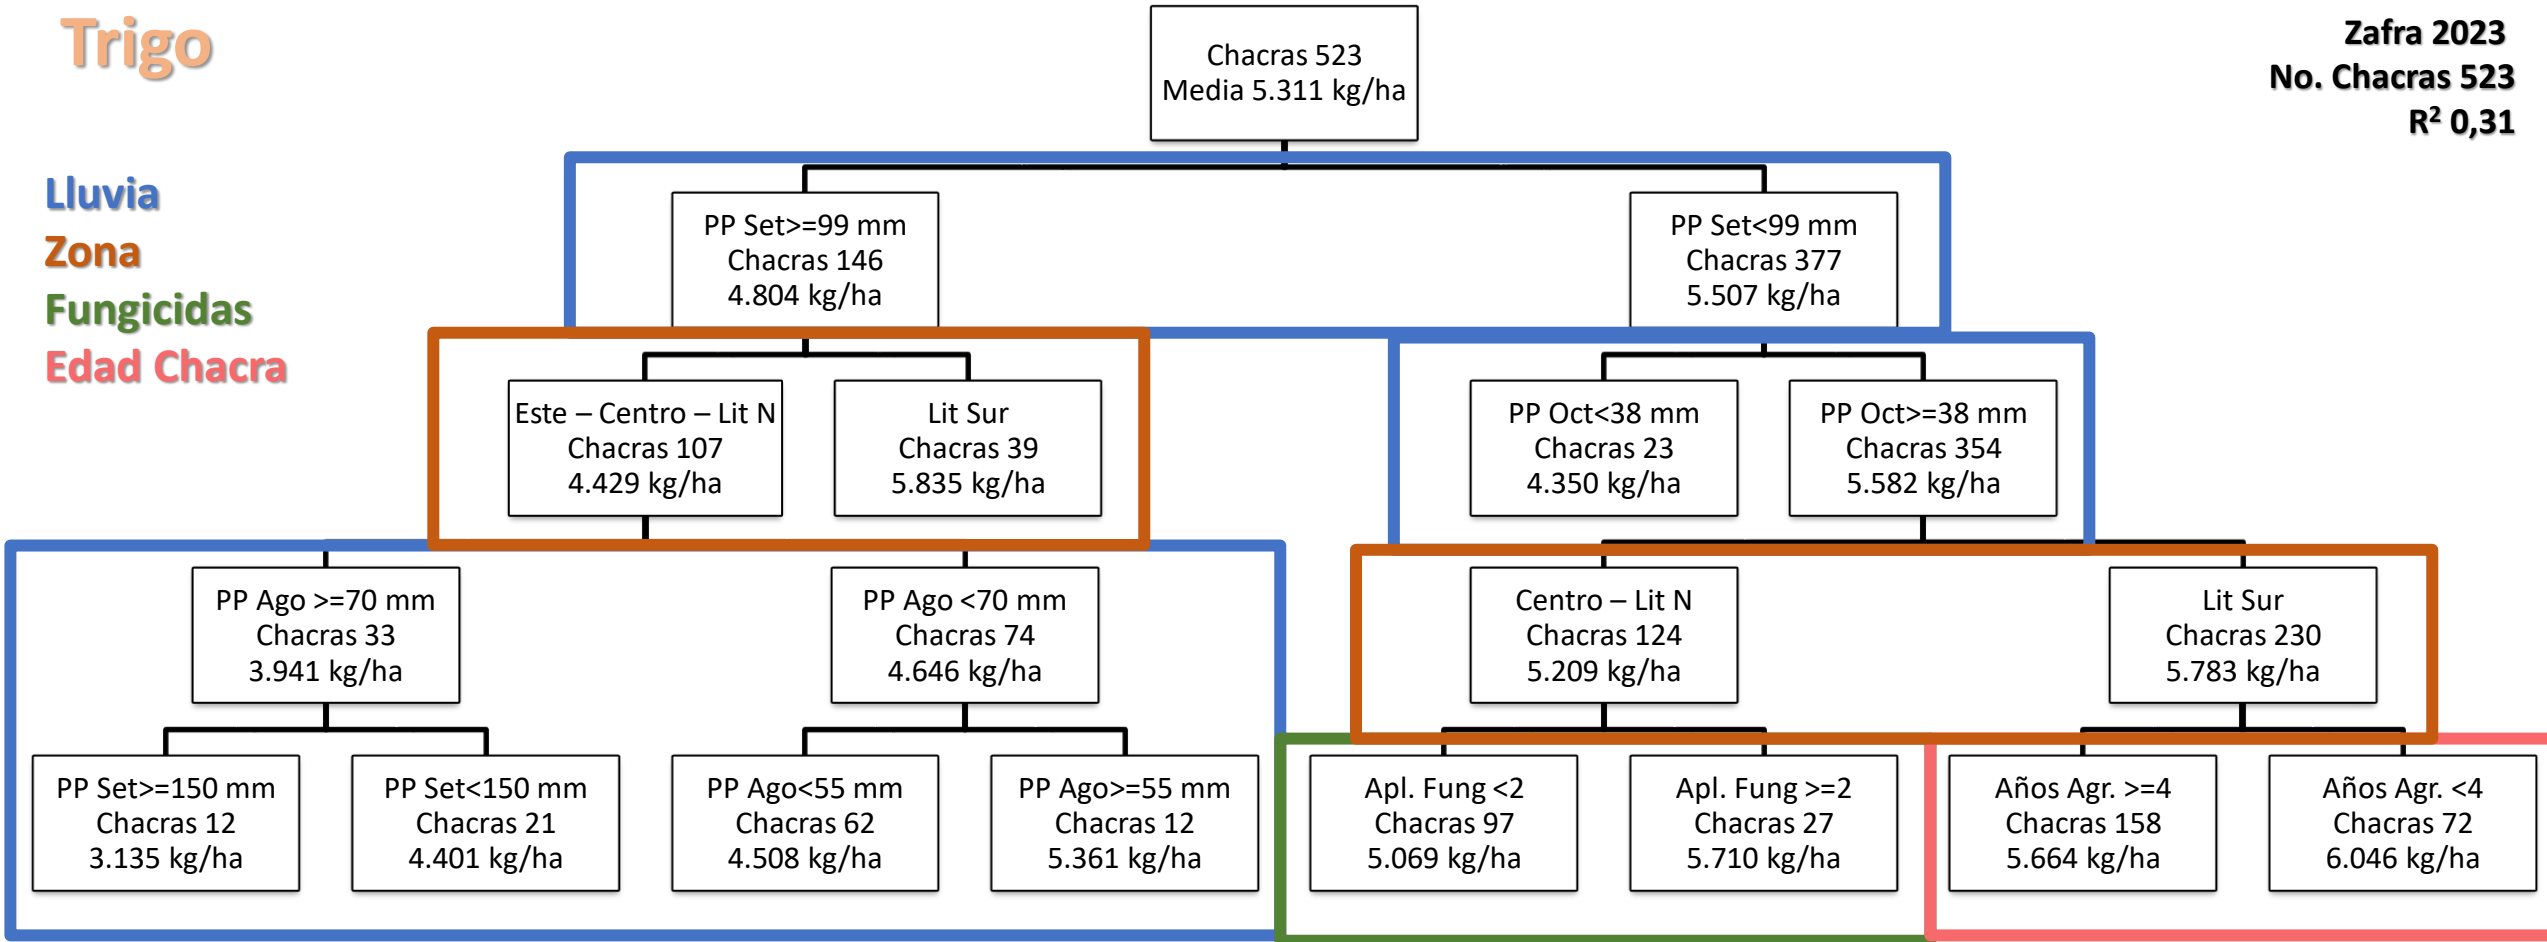 Trigo
Zafra 2023
No. Chacras 523
R² 0,31
Lluvia
Zona
Fungicidas
Edad Chacra
Chacras 523
Media 5.311 kg/ha
PP Set>=99 mm
Chacras 146
4.804 kg/ha
PP Set<99 mm
Chacras 377
5.507 kg/ha
Este – Centro – Lit N
Chacras 107
4.429 kg/ha
Lit Sur
Chacras 39
5.835 kg/ha
PP Oct<38 mm
Chacras 23
4.350 kg/ha
PP Oct>=38 mm
Chacras 354
5.582 kg/ha
PP Ago >=70 mm
Chacras 33
3.941 kg/ha
PP Ago <70 mm
Chacras 74
4.646 kg/ha
Centro – Lit N
Chacras 124
5.209 kg/ha
Lit Sur
Chacras 230
5.783 kg/ha
PP Set>=150 mm
Chacras 12
3.135 kg/ha
PP Set<150 mm
Chacras 21
4.401 kg/ha
PP Ago<55 mm
Chacras 62
4.508 kg/ha
PP Ago>=55 mm
Chacras 12
5.361 kg/ha
Apl. Fung <2
Chacras 97
5.069 kg/ha
Apl. Fung >=2
Chacras 27
5.710 kg/ha
Años Agr. >=4
Chacras 158
5.664 kg/ha
Años Agr. <4
Chacras 72
6.046 kg/ha